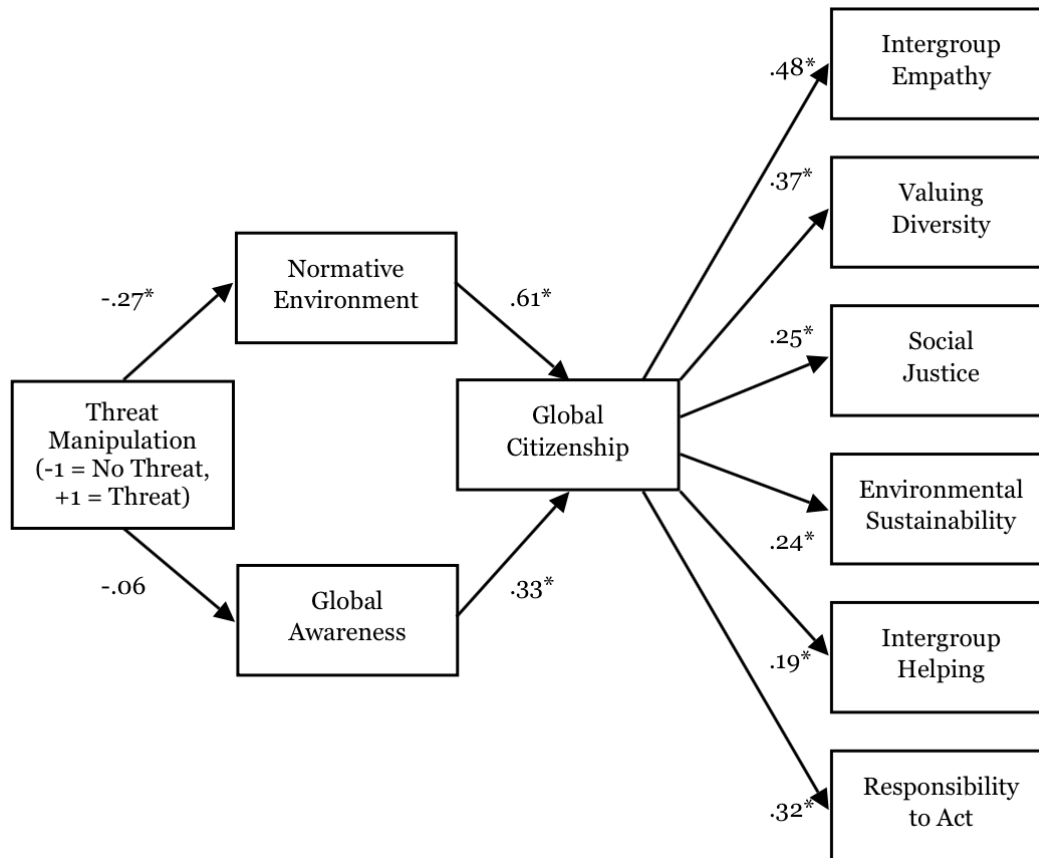 Intergroup
Empathy
.48*
Valuing
Diversity
.37*
Normative
Environment
-.27*
.61*
Social
Justice
.25*
Threat
Manipulation
(-1 = No Threat,
+1 = Threat)
Global
Citizenship
Environmental
Sustainability
.24*
-.06
Global
Awareness
.33*
Intergroup
Helping
.19*
Responsibility
to Act
.32*